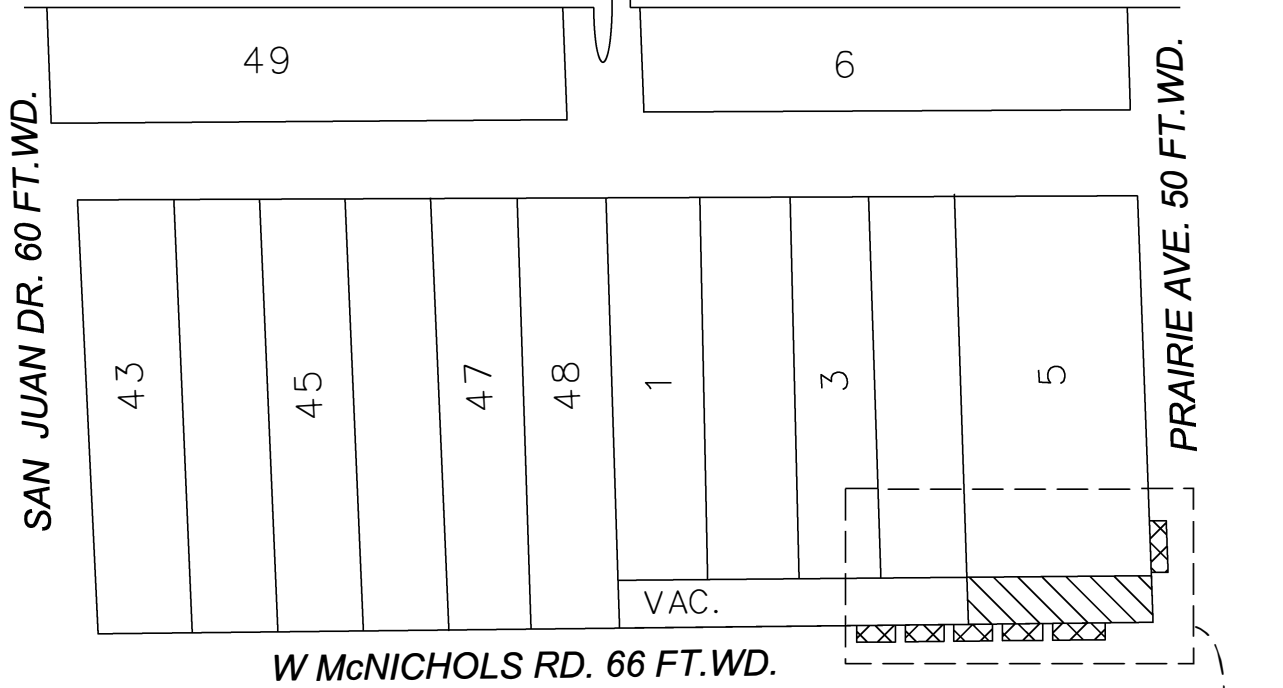 49
6
SAN JUAN DR. 60 FT.WD.
PRAIRIE AVE. 50 FT.WD.
43
45
47
48
1
3
5
VAC.
W McNICHOLS RD. 66 FT.WD.